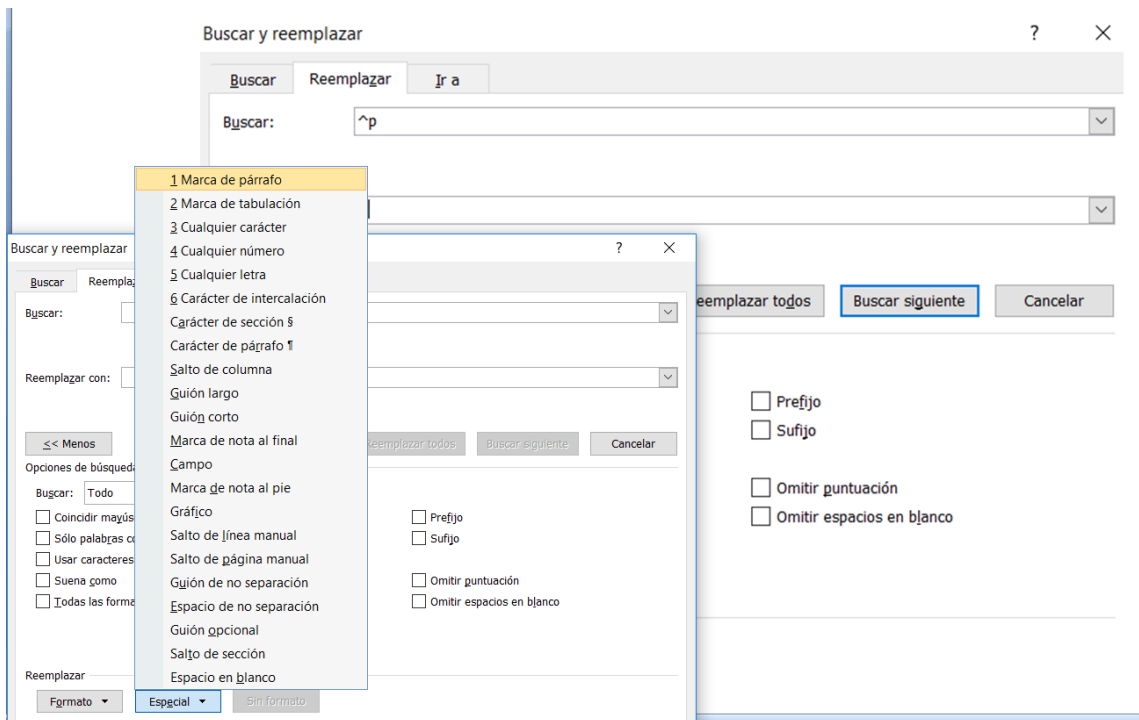 Buscar y reemplazar ? ×
Buscar Reemplazar Ir a
Buscar: ^p
Reemplazar todos Buscar siguiente Cancelar
Prefijo
Sufijo
Omitir puntuación
Omitir espacios en blanco
Buscar y reemplazar ? ×
Buscar
Buscar:
Reemplazar con:
<< Menos Reemplazar todos Buscar siguiente Cancelar
Opciones de
Buscar: Todo
Coincidir
Prefijo
Sólo
Sufijo
Usar caracteres
Suena como
Omitir puntuación
Todas las
Omitir espacios en blanco
Reemplazar
Formato Especial Sin formato
1 Marca de párrafo
2 Marca de tabulación
3 Cualquier carácter
4 Cualquier número
5 Cualquier letra
6 Carácter de intercalación
Carácter de sección §
Carácter de párrafo ¶
Salto de columna
Guión largo
Guión corto
Marca de nota al final
Campo
Marca de nota al pie
Gráfico
Salto de línea manual
Salto de página manual
Guión de no separación
Espacio de no separación
Guión opcional
Salto de sección
Espacio en blanco